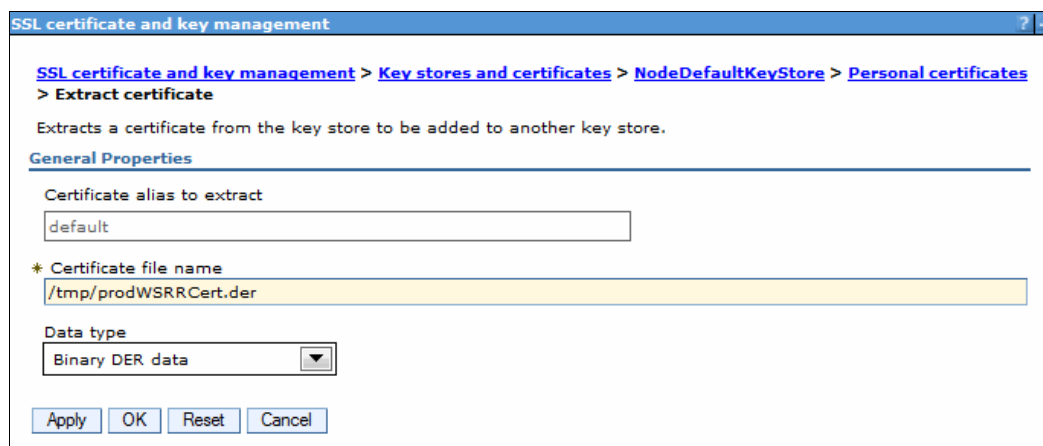 SSL certificate and key management ? -
SSL certificate and key management > Key stores and certificates > NodeDefaultKeyStore > Personal certificates
> Extract certificate
Extracts a certificate from the key store to be added to another key store.
General Properties
Certificate alias to extract
default
* Certificate file name
/tmp/prodWSRRCert.der
Data type
Binary DER data
Apply OK Reset Cancel